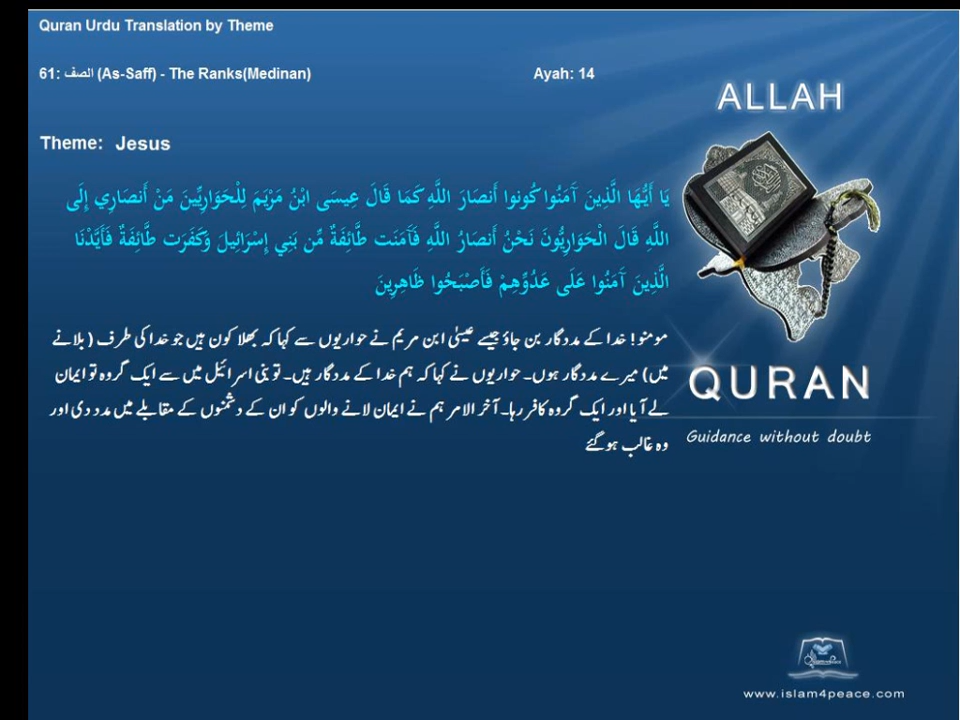 Quran Urdu Translation by Theme
61: الصف (As-Saff) - The Ranks(Medinan) Ayah: 14
ALLAH
Theme: Jesus
يَا أَيُّهَا الَّذِينَ آَمَنُوا كُونوا أَنصَارَ اللَّهِ كَمَا قَالَ عِيسَى ابْنُ مَرْيَمَ لِلْحَوَارِيِّينَ مَنْ أَنصَارِي إِلَى
اللَّهِ قَالَ الْحَوَارِيُّونَ نَحْنُ أَنصَارُ اللَّهِ فَآَمَنَت طَّائِفَةٌ مِّن بَنِي إِسْرَائِيلَ وَكَفَرَت طَّائِفَةٌ فَأَيَّدْنَا
الَّذِينَ آَمَنُوا عَلَى عَدُوِّهِمْ فَأَصْبَحُوا ظَاهِرِينَ
مومنو! خدا کے مددگار بن جاؤ جیسے عیسیٰ ابن مریم نے حواریوں سے کہا کہ بھلا کون ہیں جو خدا کی طرف (بلانے
میں) میرے مددگار ہوں۔ حواریوں نے کہا کہ ہم خدا کے مددگار ہیں۔ تو بنی اسرائیل میں سے ایک گروہ تو ایمان
لے آیا اور ایک گروہ کافر رہا۔ آخر الامر ہم نے ایمان لانے والوں کو ان کے دشمنوں کے مقابلے میں مدد دی اور
وہ غالب ہوگئے
QURAN
Guidance without doubt
www.islam4peace.com